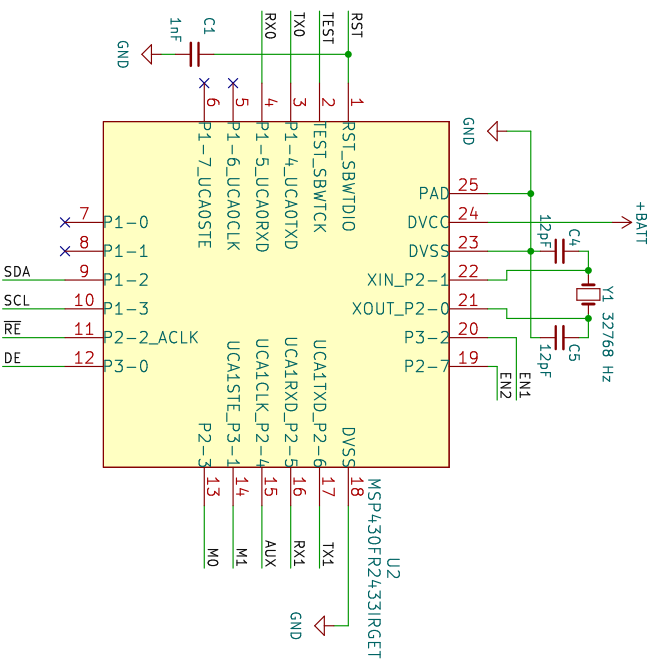 C1
1nF
GND
RX0
TX0
TEST
RST
6
5
4
3
2
1
P1-7_UCA0STE
P1-6_UCA0CLK
P1-5_UCA0RXD
P1-4_UCA0TXD
TEST_SBWTCK
RST_SBWTDIO
7 P1-0
8 P1-1
SDA 9 P1-2
SCL 10 P1-3
RE 11 P2-2_ACLK
DE 12 P3-0
GND
PAD 25
DVCC 24
+BATT
DVSS 23
XIN_P2-1 22
XOUT_P2-0 21
P3-2 20
P2-7 19
12pF
C4
Y1
32768 Hz
12pF
C5
EN1
EN2
P2-3
UCA1STE_P3-1
UCA1CLK_P2-4
UCA1RXD_P2-5
UCA1TXD_P2-6
DVSS
13
14
15
16
17
18
M0
M1
AUX
RX1
TX1
GND
U2
MSP430FR2433IRGET